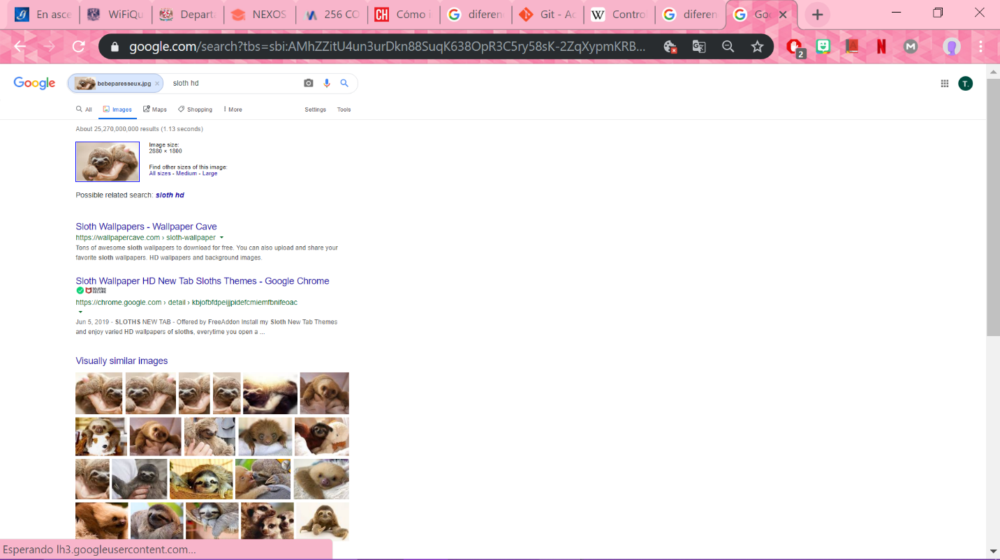 En asce
WiFiQu
Departa
NEXOS
256 CO
Cómo i
diferen
Git - Ac
Contro
diferen
Goo
google.com/search?tbs=sbi:AMhZZitU4un3urDkn88SuqK638OpR3C5ry58sK-2ZqXypmKRB...
2
Google
bebeparesseux.jpg
sloth hd
T.
All
Images
Maps
Shopping
More
Settings
Tools
About 25,270,000,000 results (1.13 seconds)
Image size:
2880 × 1800
Find other sizes of this image:
All sizes - Medium - Large
Possible related search: sloth hd
Sloth Wallpapers - Wallpaper Cave
https://wallpapercave.com › sloth-wallpaper
Tons of awesome sloth wallpapers to download for free. You can also upload and share your
favorite sloth wallpapers. HD wallpapers and background images.
Sloth Wallpaper HD New Tab Sloths Themes - Google Chrome
McAfee
SECURE
https://chrome.google.com › detail › kbjofbfdpeijjpidefcmiemfbnifeoac
Jun 5, 2019 - SLOTHS NEW TAB - Offered by FreeAddon Install my Sloth New Tab Themes
and enjoy varied HD wallpapers of sloths, everytime you open a ...
Visually similar images
Esperando lh3.googleusercontent.com...